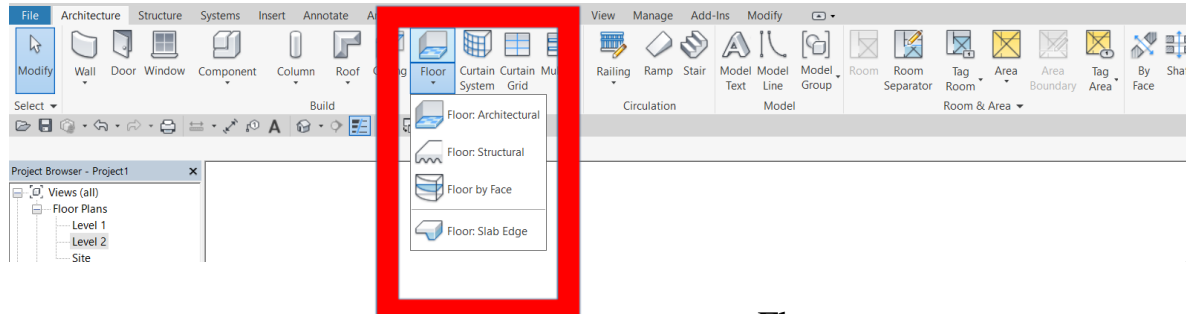 File Architecture Structure Systems Insert Annotate A View Manage Add-Ins Modify
Modify Wall Door Window Component Column Roof Floor Curtain System Curtain Grid Mu Railing Ramp Stair Model Text Model Line Model Group Room Room Separator Tag Room Area Area Boundary Tag Area By Face Shaf
Select Build Circulation Model Room & Area
Floor: Architectural
Floor: Structural
Floor by Face
Floor: Slab Edge
Project Browser - Project1
Views (all)
Floor Plans
Level 1
Level 2
Site